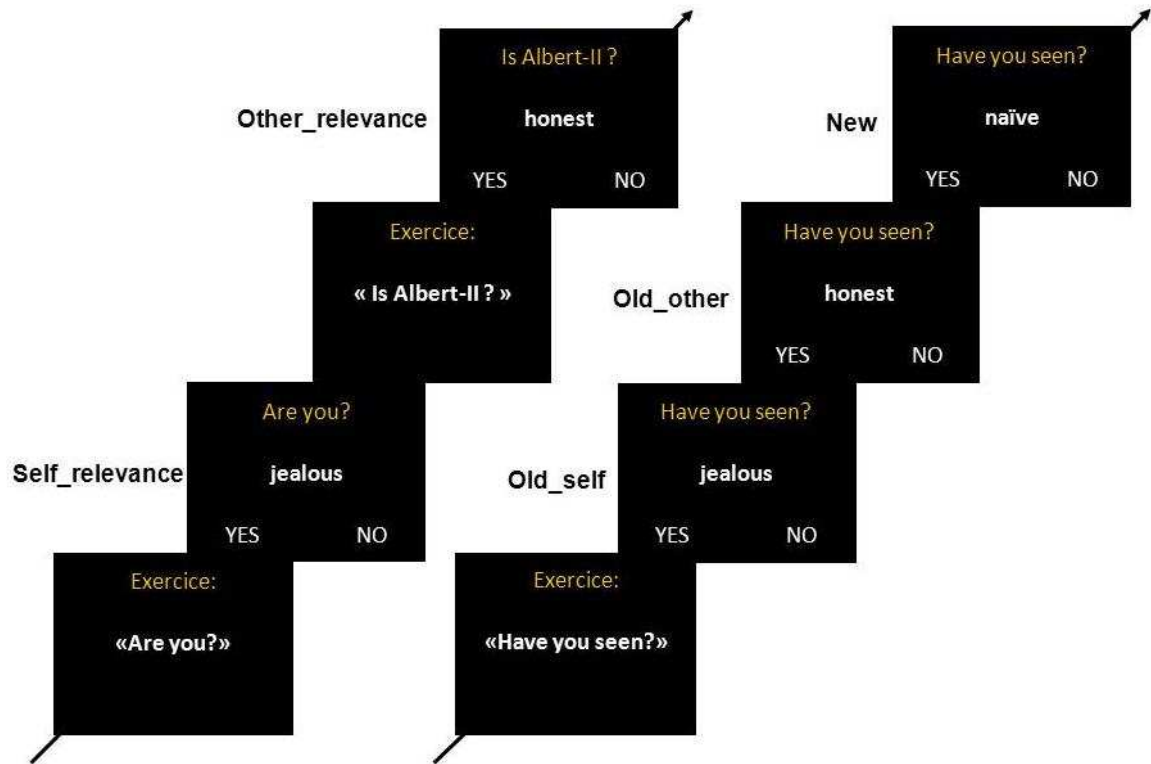 Is Albert-II ?
Other_relevance
honest
YES NO
Exercice:
« Is Albert-II ? »
Are you?
Self_relevance
jealous
YES NO
Exercice:
«Are you?»
Have you seen?
New
naïve
YES NO
Have you seen?
Old_other
honest
YES NO
Have you seen?
Old_self
jealous
YES NO
Exercice:
«Have you seen?»